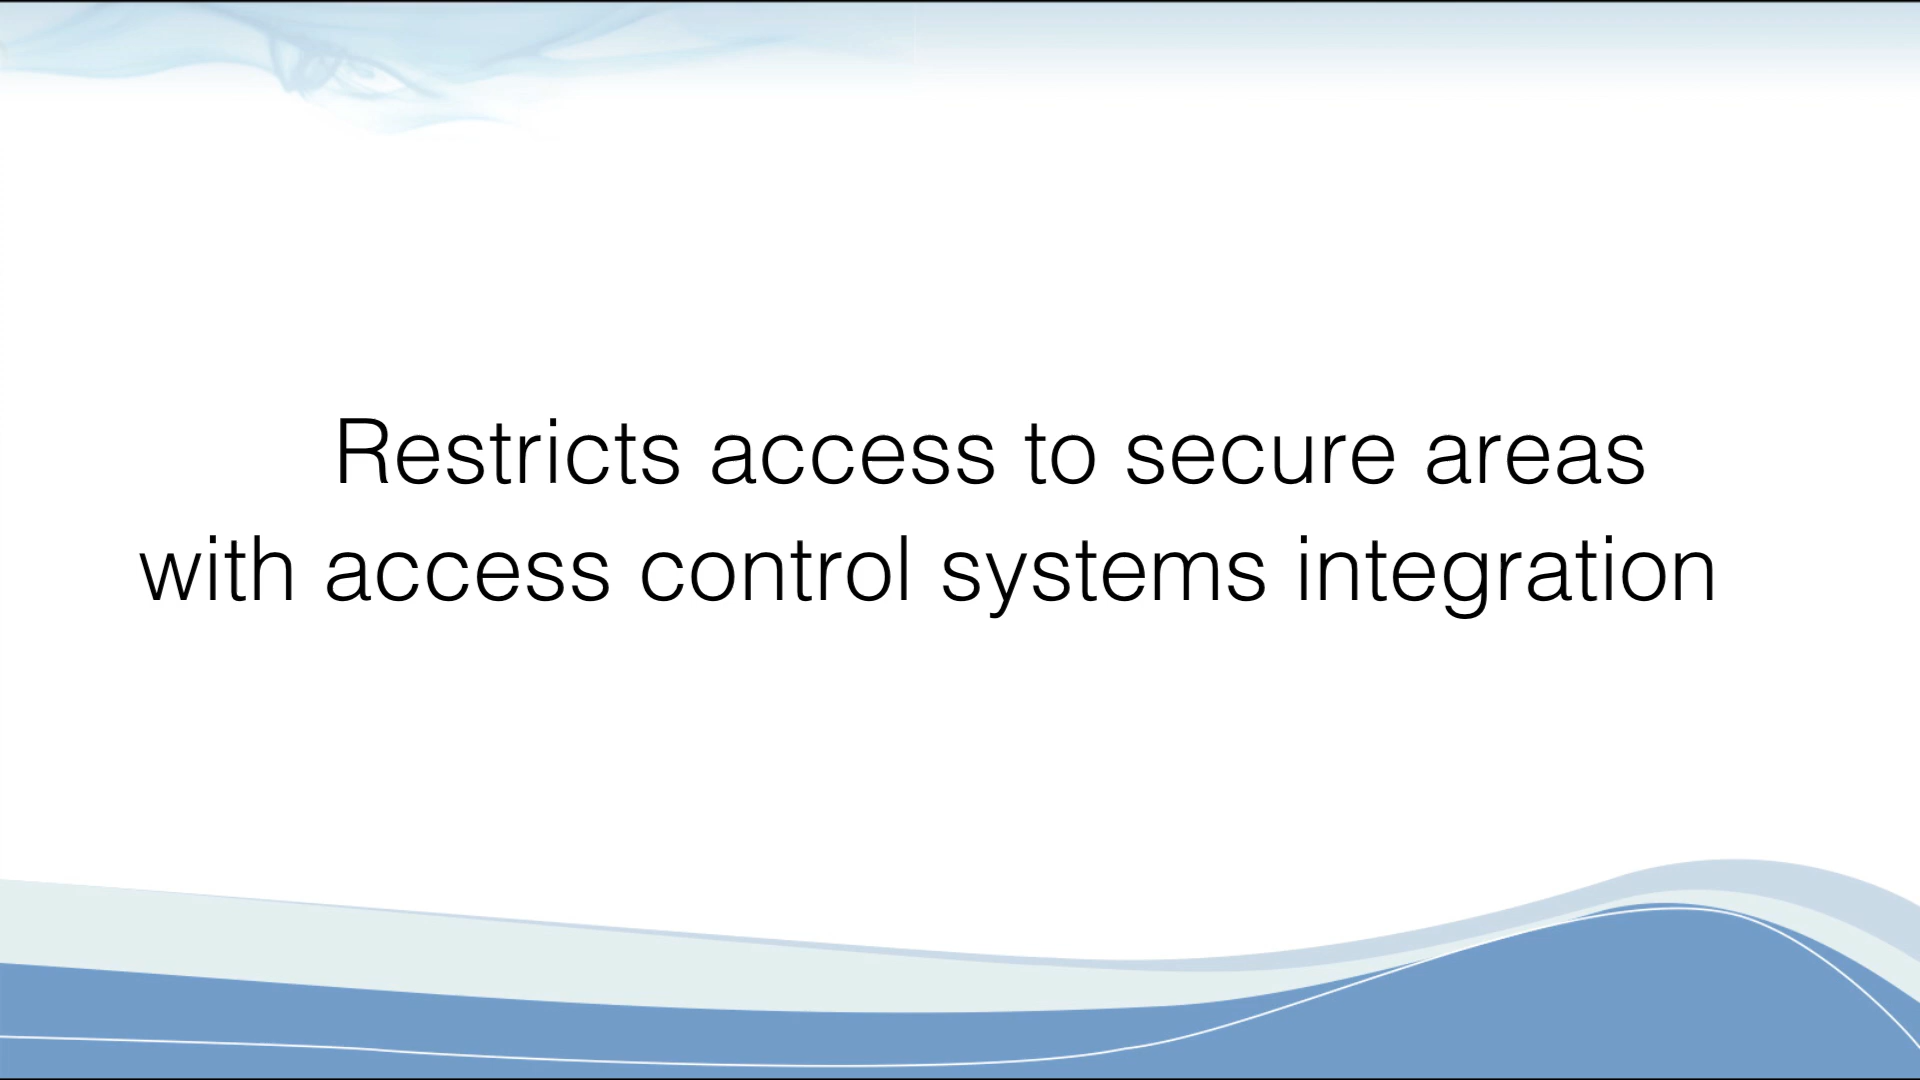 Restricts access to secure areas
with access control systems integration